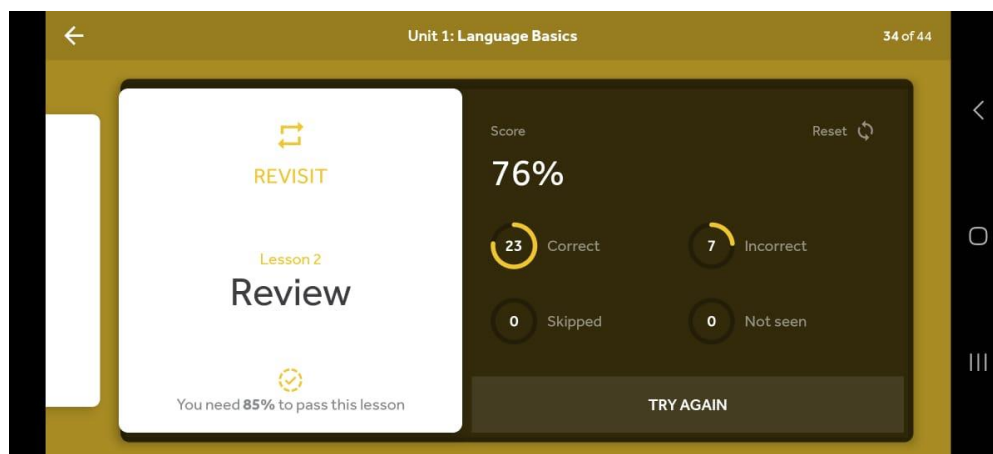 Unit 1: Language Basics
34 of 44
REVISIT
Lesson 2
Review
You need 85% to pass this lesson
Score
Reset
76%
23 Correct
7 Incorrect
0 Skipped
0 Not seen
TRY AGAIN